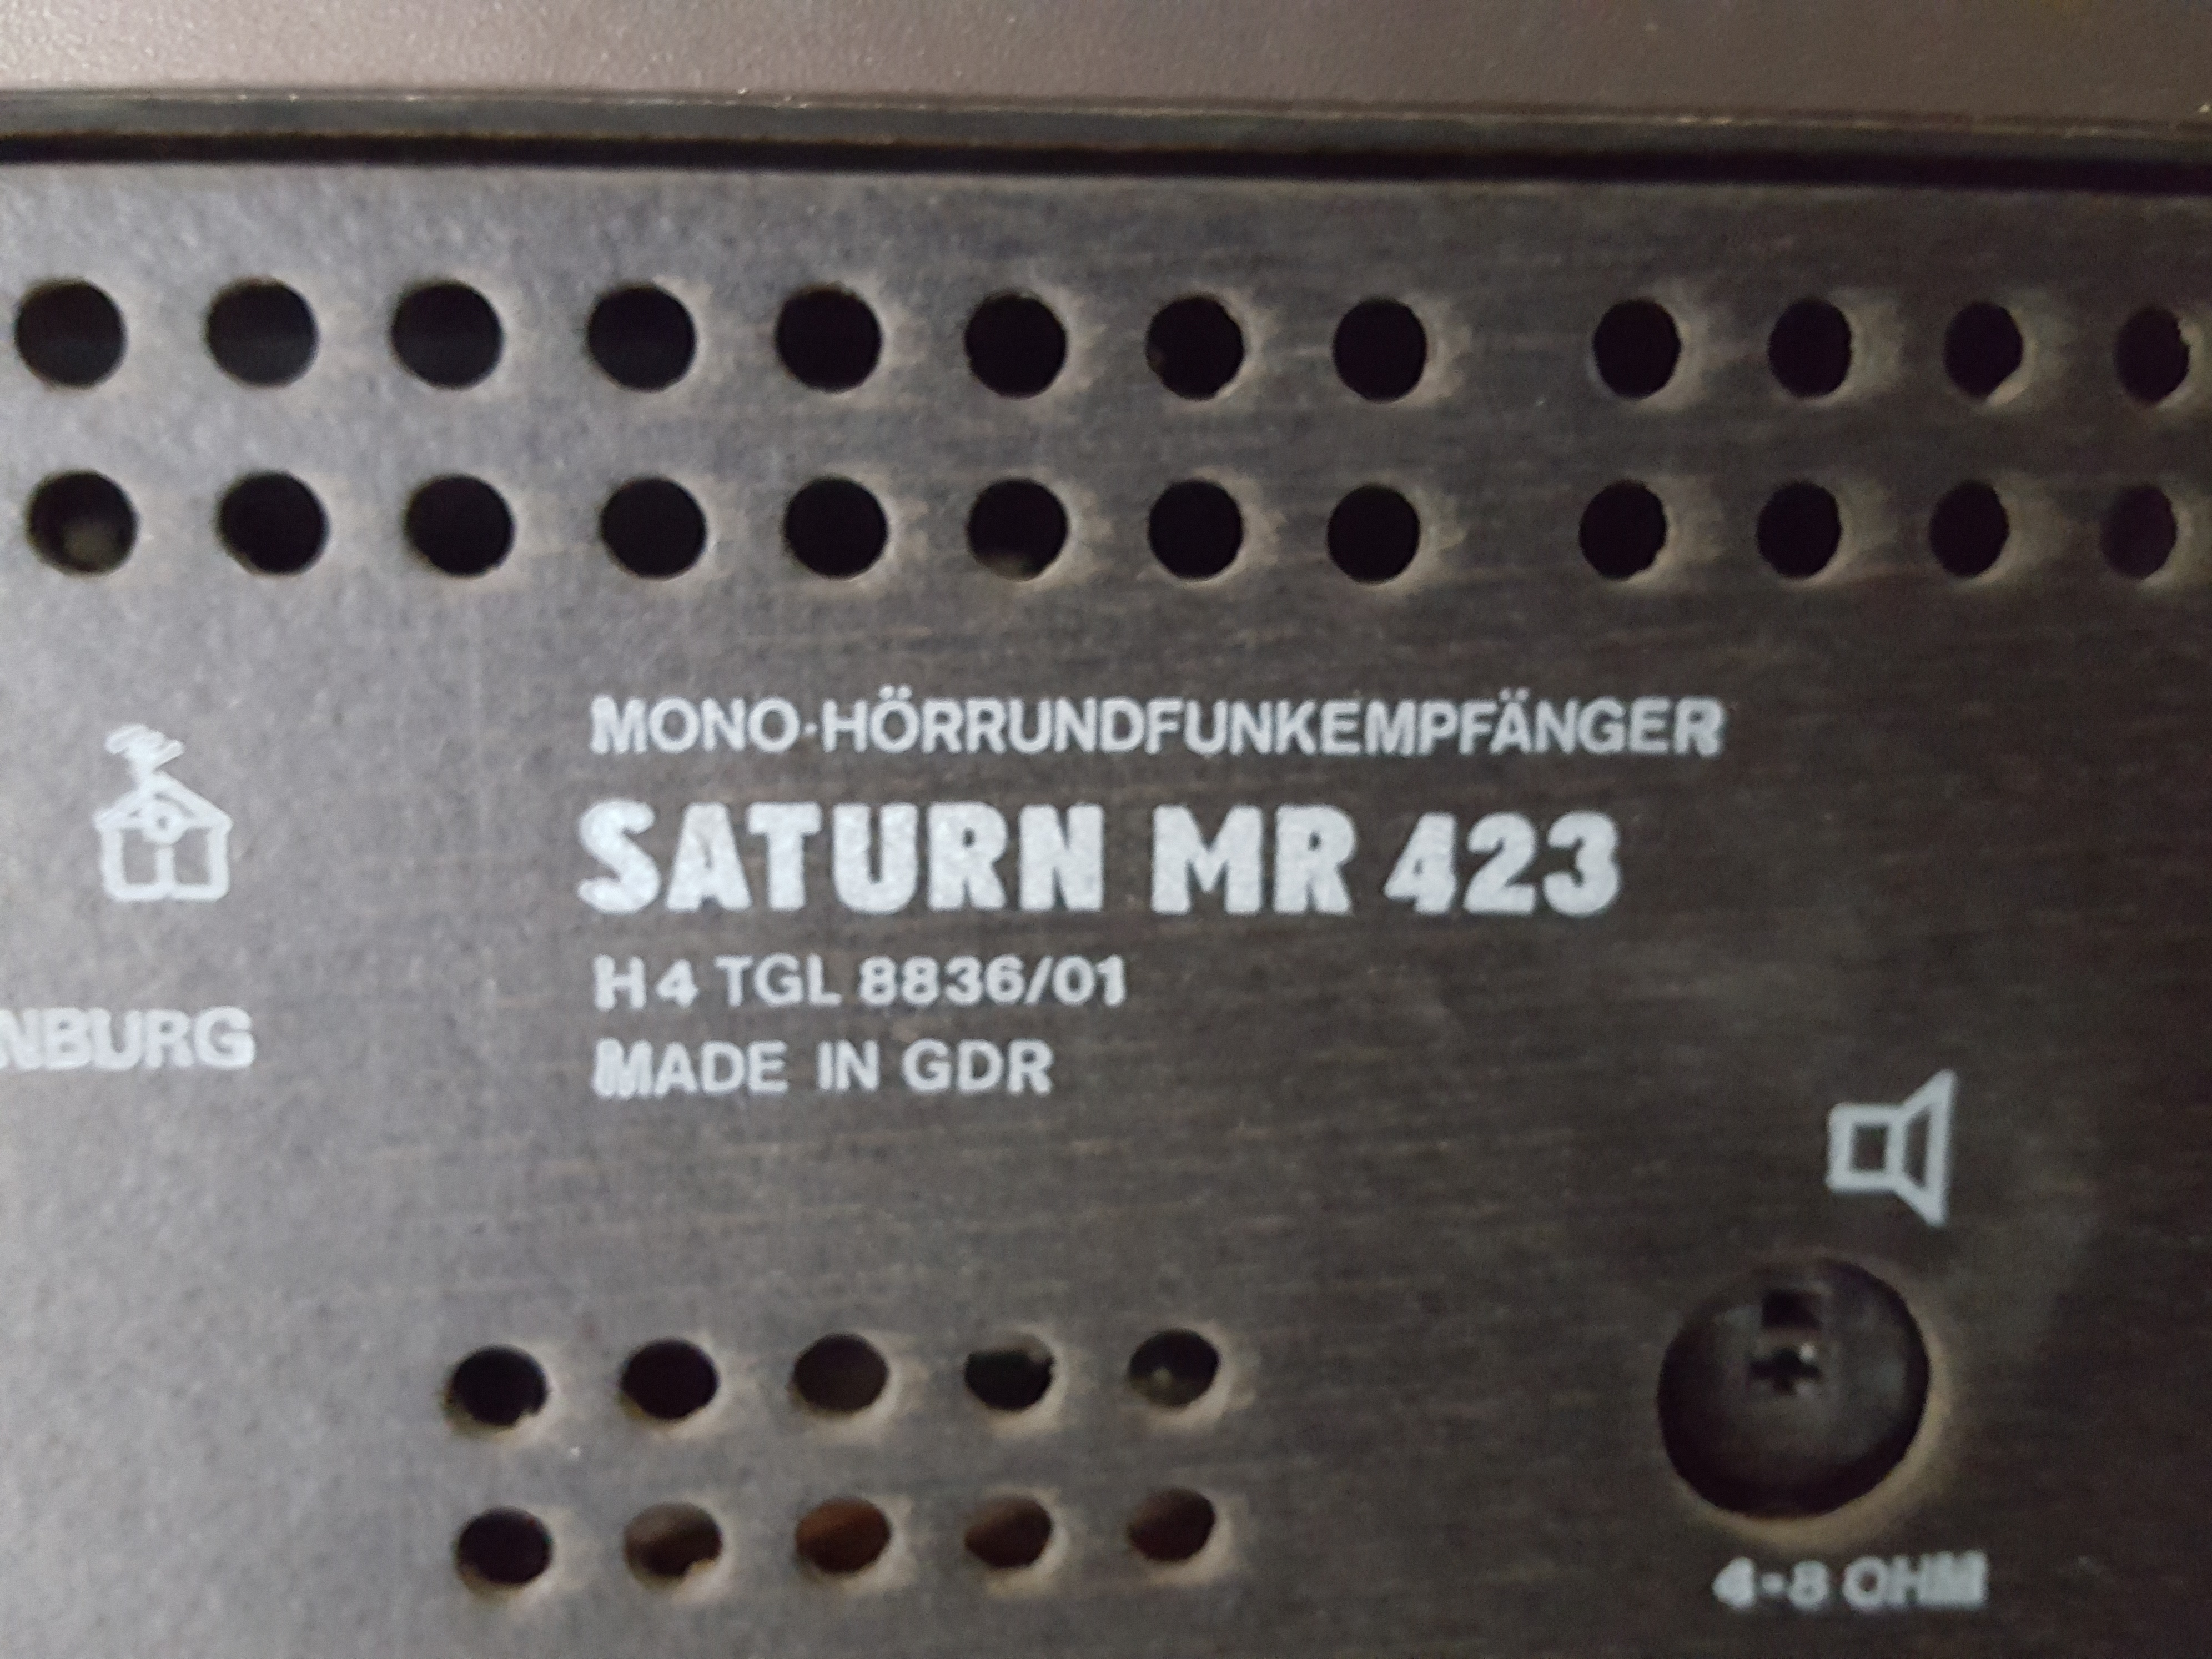 MONO-HÖRRUNDFUNKEMPFÄNGER
SATURN MR 423
H4 TGL 8836/01
NBURG
MADE IN GDR
4-8 OHM